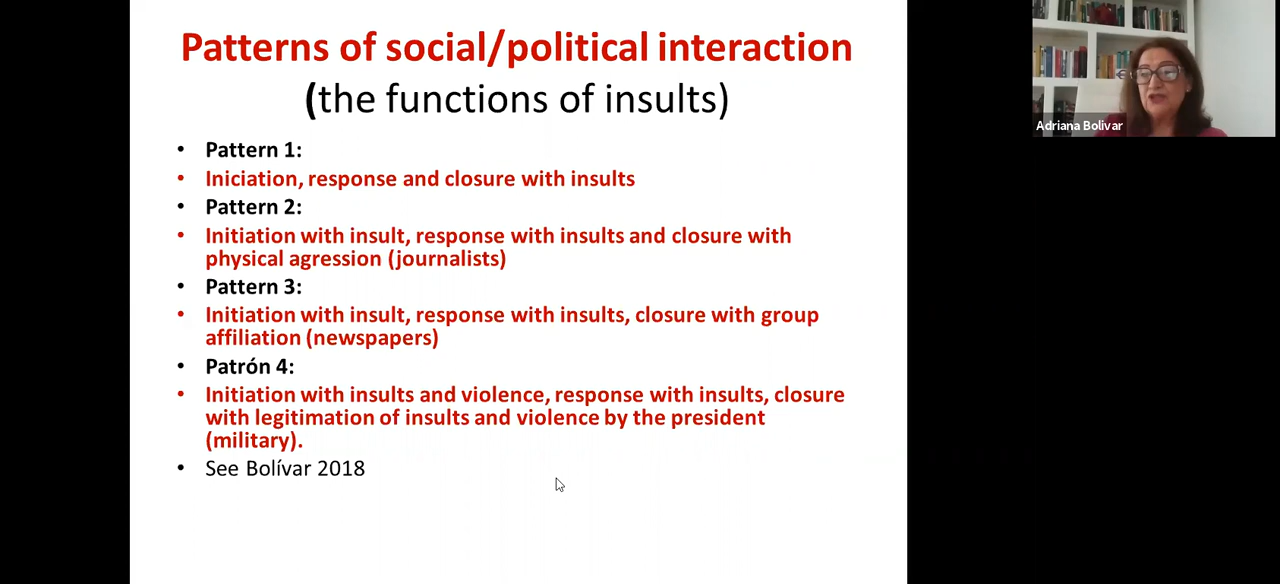 Patterns of social/political interaction
(the functions of insults)
• Pattern 1:
• Iniciation, response and closure with insults
• Pattern 2:
• Initiation with insult, response with insults and closure with
physical agression (journalists)
• Pattern 3:
• Initiation with insult, response with insults, closure with group
affiliation (newspapers)
• Patrón 4:
• Initiation with insults and violence, response with insults, closure
with legitimation of insults and violence by the president
(military).
• See Bolívar 2018
Adriana Bolívar